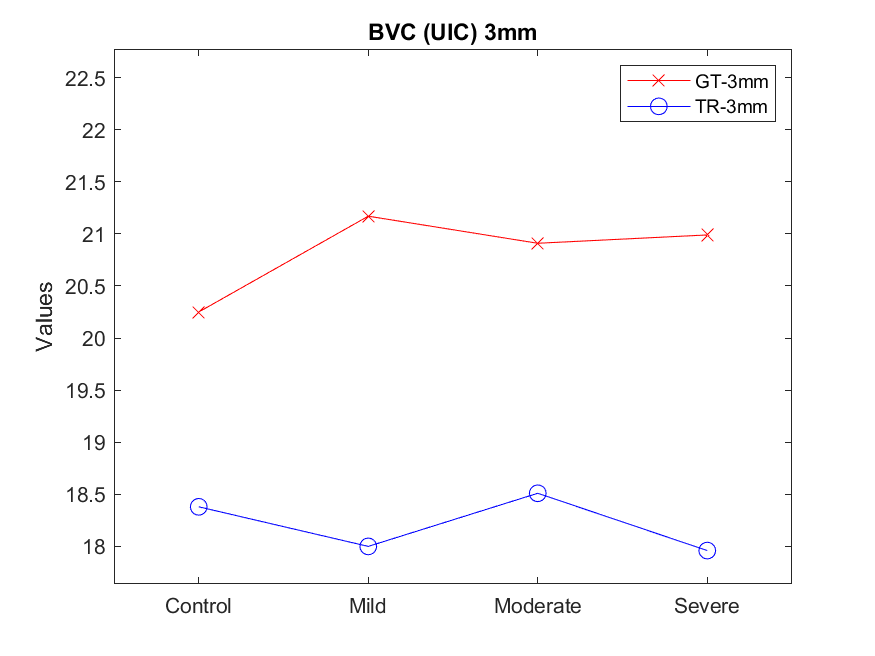 BVC (UIC) 3mm
GT-3mm
TR-3mm
Values
22.5
22
21.5
21
20.5
20
19.5
19
18.5
18
Control Mild Moderate Severe